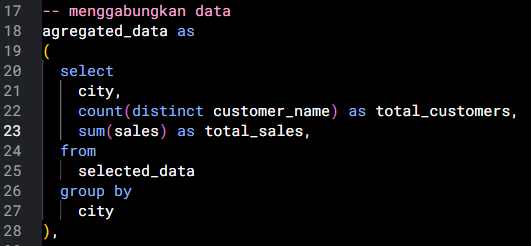 17 -- menggabungkan data
18 agregated_data as
19 (
20 select
21 city,
22 count(distinct customer_name) as total_customers,
23 sum(sales) as total_sales,
24 from
25 selected_data
26 group by
27 city
28 ),